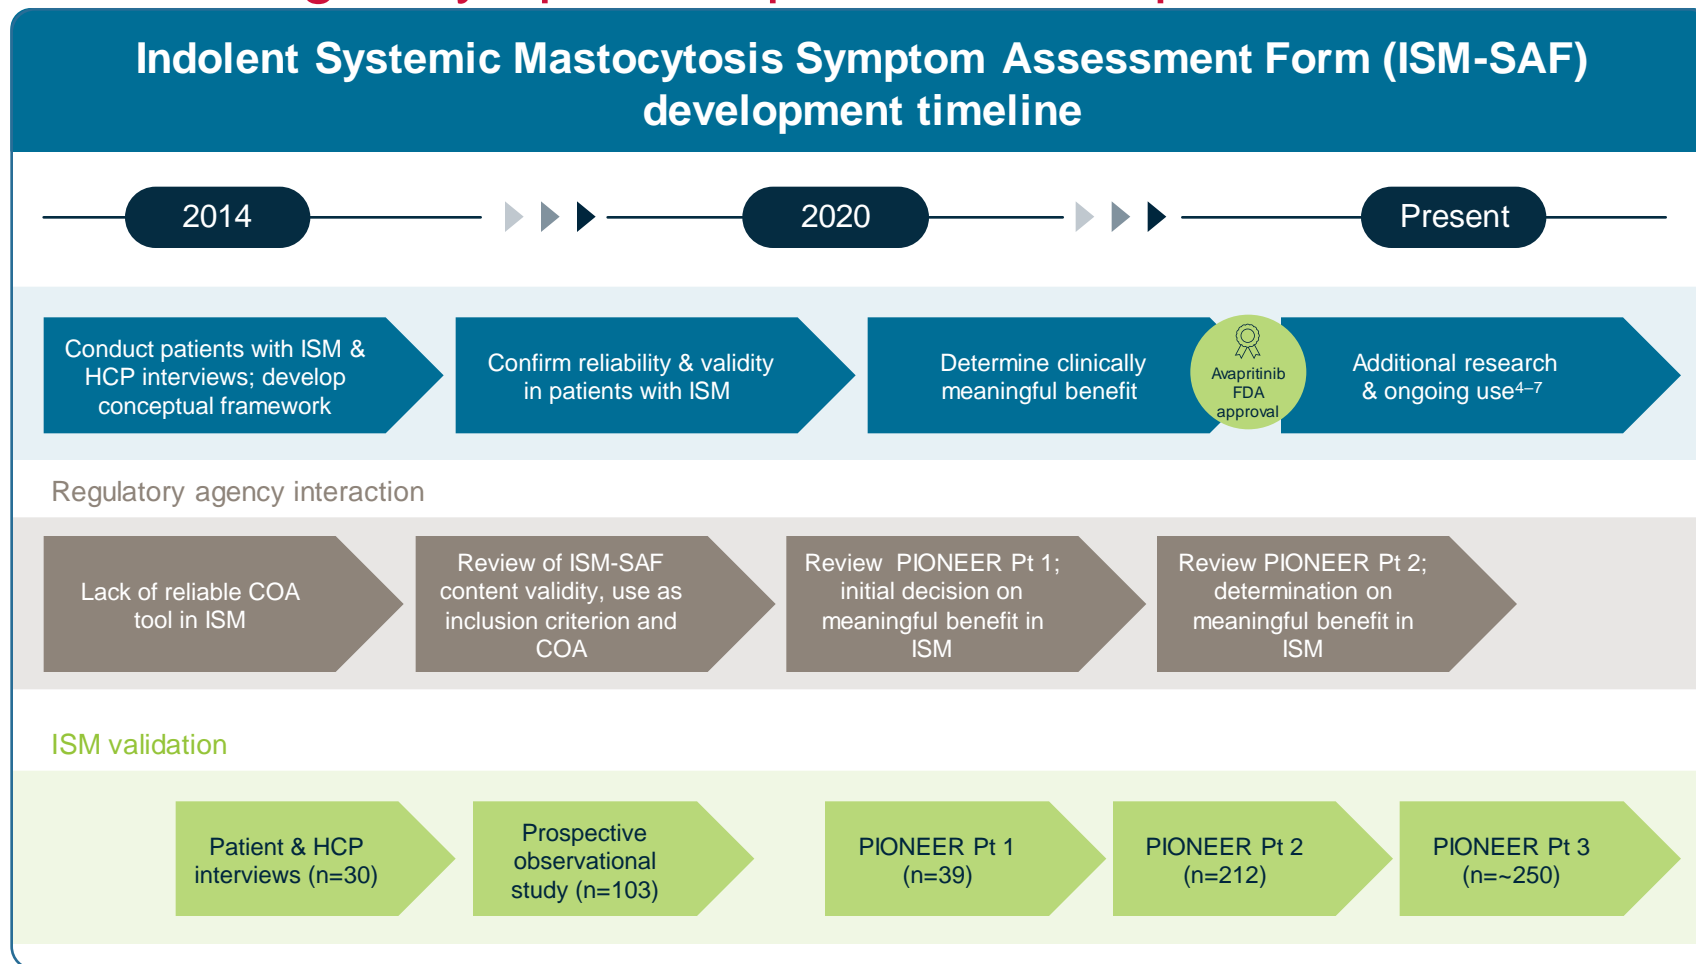 Indolent Systemic Mastocytosis Symptom Assessment Form (ISM-SAF)
development timeline
2014
2020
Present
Conduct patients with ISM &
HCP interviews; develop
conceptual framework
Confirm reliability & validity
in patients with ISM
Determine clinically
meaningful benefit
Avapritinib
FDA
approval
Additional research
& ongoing use⁴⁻⁷
Regulatory agency interaction
Lack of reliable COA
tool in ISM
Review of ISM-SAF
content validity, use as
inclusion criterion and
COA
Review PIONEER Pt 1;
initial decision on
meaningful benefit in
ISM
Review PIONEER Pt 2;
determination on
meaningful benefit in
ISM
ISM validation
Patient & HCP
interviews (n=30)
Prospective
observational
study (n=103)
PIONEER Pt 1
(n=39)
PIONEER Pt 2
(n=212)
PIONEER Pt 3
(n=~250)